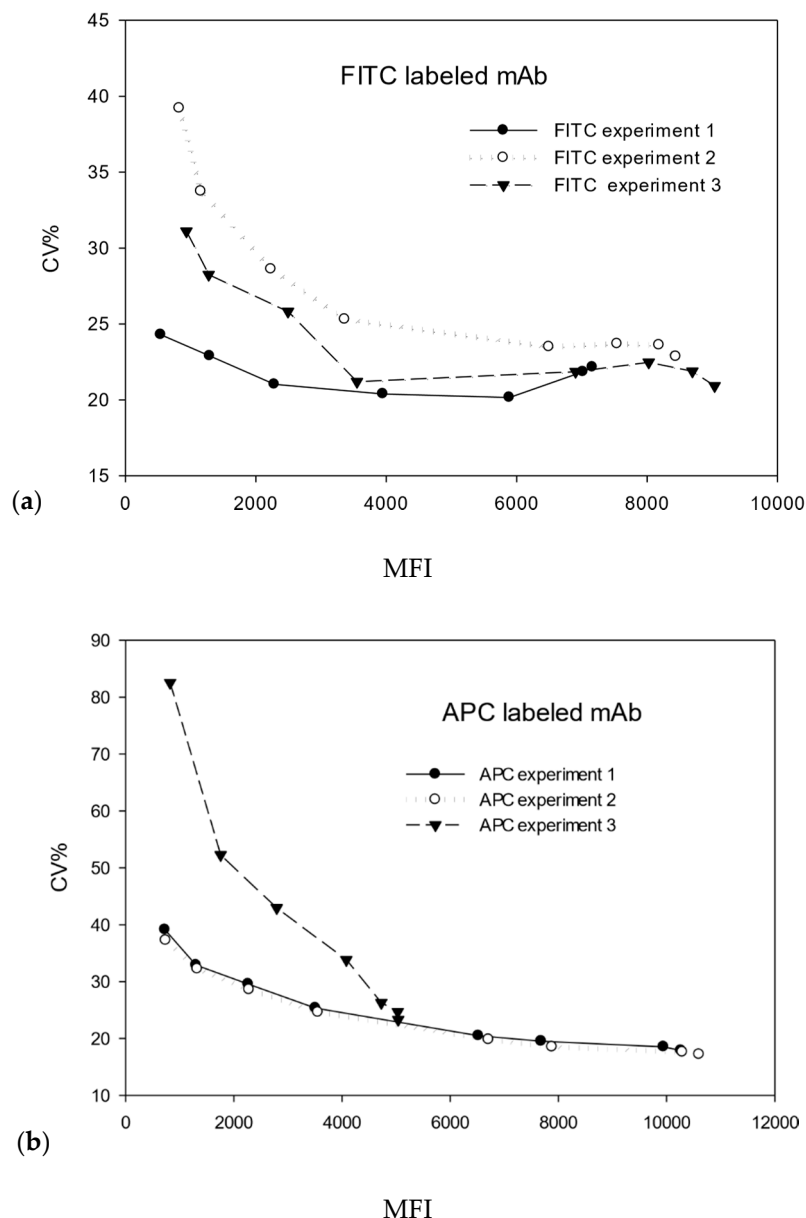 45
FITC labeled mAb
40
FITC experiment 1
FITC experiment 2
35
FITC experiment 3
30
CV%
25
20
15
0 2000 4000 6000 8000 10000
(a)
MFI
90
80
APC labeled mAb
70
APC experiment 1
APC experiment 2
60
APC experiment 3
50
CV%
40
30
20
10
0 2000 4000 6000 8000 10000 12000
(b)
MFI